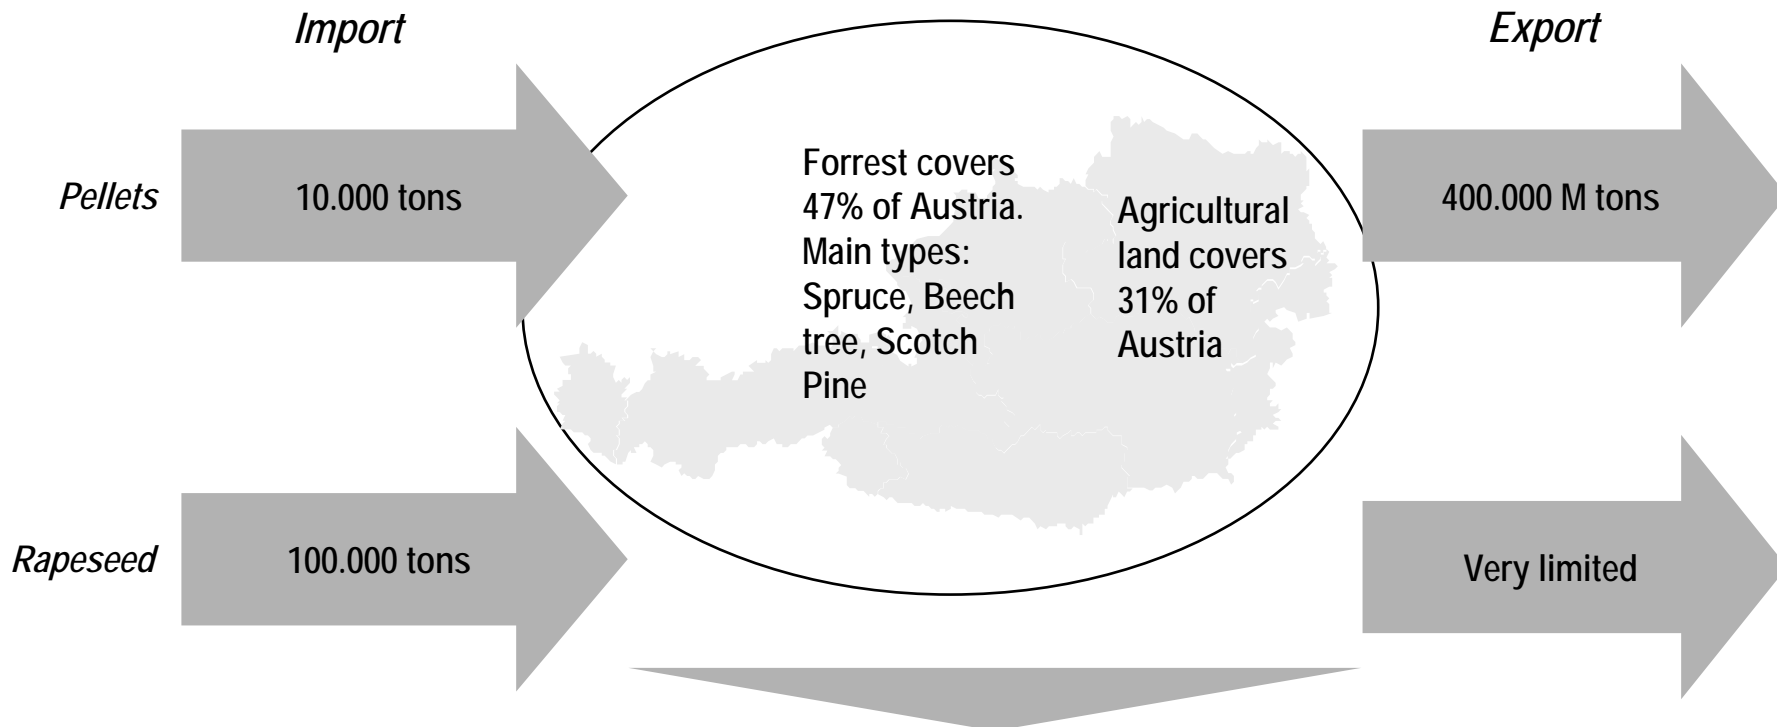 Import
Export
Pellets
10.000 tons
Forrest covers
47% of Austria.
Main types:
Spruce, Beech
tree, Scotch
Pine
Agricultural
land covers
31% of
Austria
400.000 M tons
Rapeseed
100.000 tons
Very limited